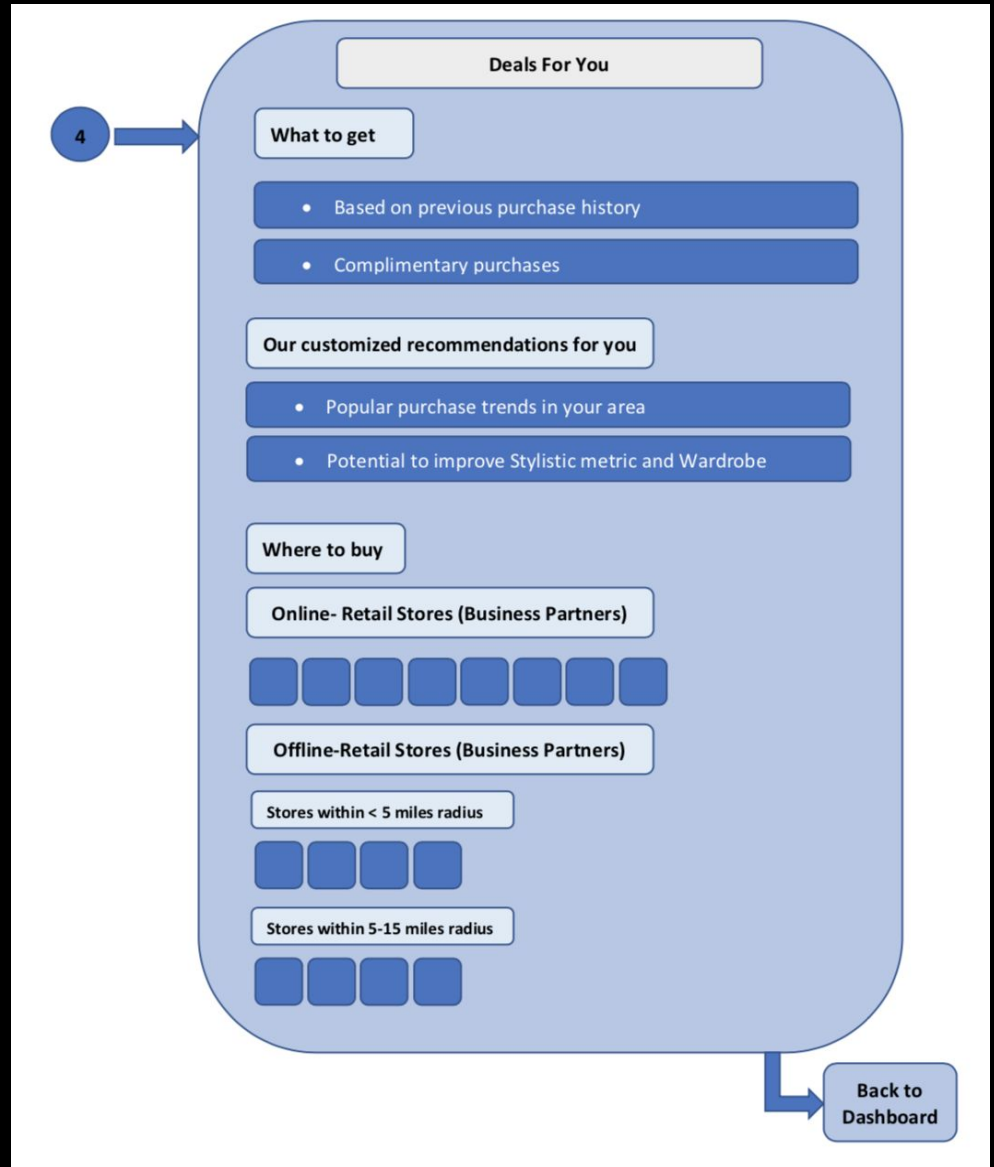 Deals For You
4
What to get
• Based on previous purchase history
• Complimentary purchases
Our customized recommendations for you
• Popular purchase trends in your area
• Potential to improve Stylistic metric and Wardrobe
Where to buy
Online- Retail Stores (Business Partners)
Offline-Retail Stores (Business Partners)
Stores within < 5 miles radius
Stores within 5-15 miles radius
Back to
Dashboard